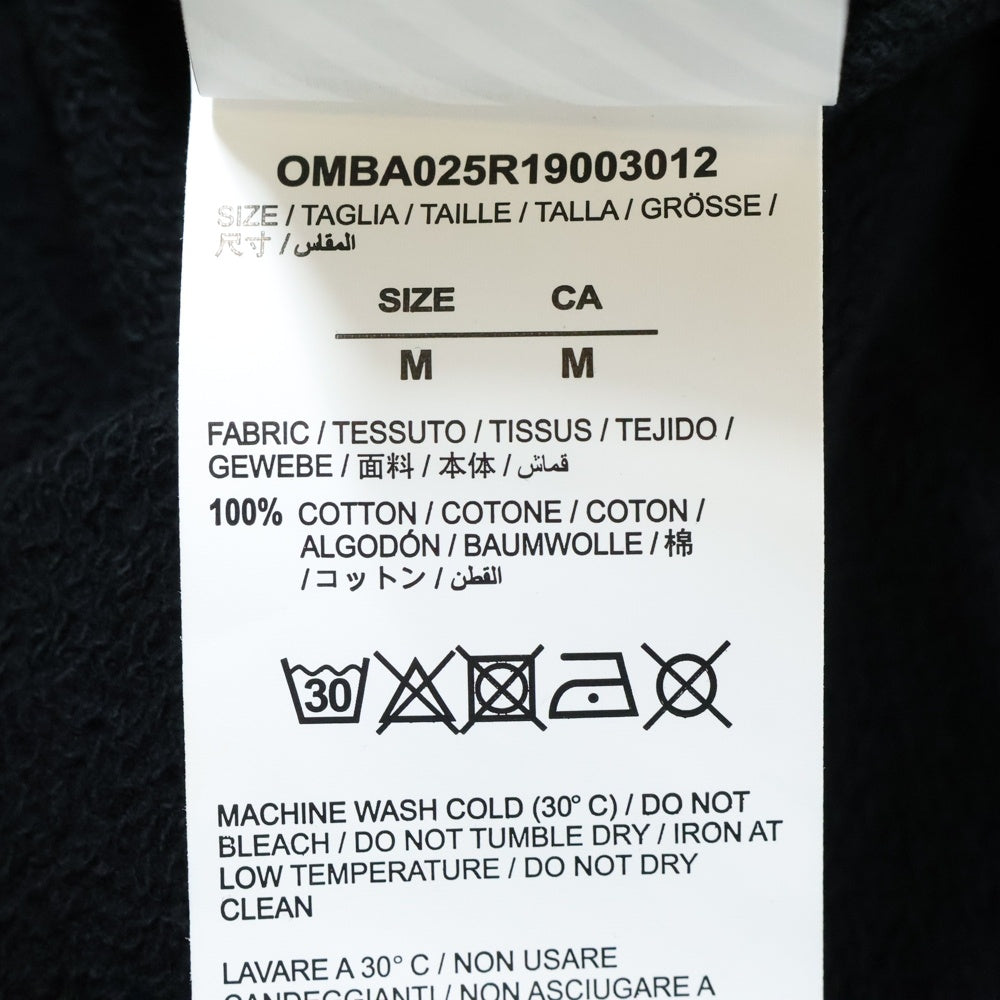 OMBA025R19003012
SIZE / TAGLIA / TAILLE / TALLA / GRÖSSE /
尺寸 / المقاس
SIZE CA
M M
FABRIC / TESSUTO / TISSUS / TEJIDO /
GEWEBE / 面料 / 本体 / قماش
100% COTTON / COTONE / COTON /
ALGODÓN / BAUMWOLLE / 棉
/ コットン / القطن
30
MACHINE WASH COLD (30° C) / DO NOT
BLEACH / DO NOT TUMBLE DRY / IRON AT
LOW TEMPERATURE / DO NOT DRY
CLEAN
LAVARE A 30° C / NON USARE
CANDEGGIANTI / NON ASCIUGARE A